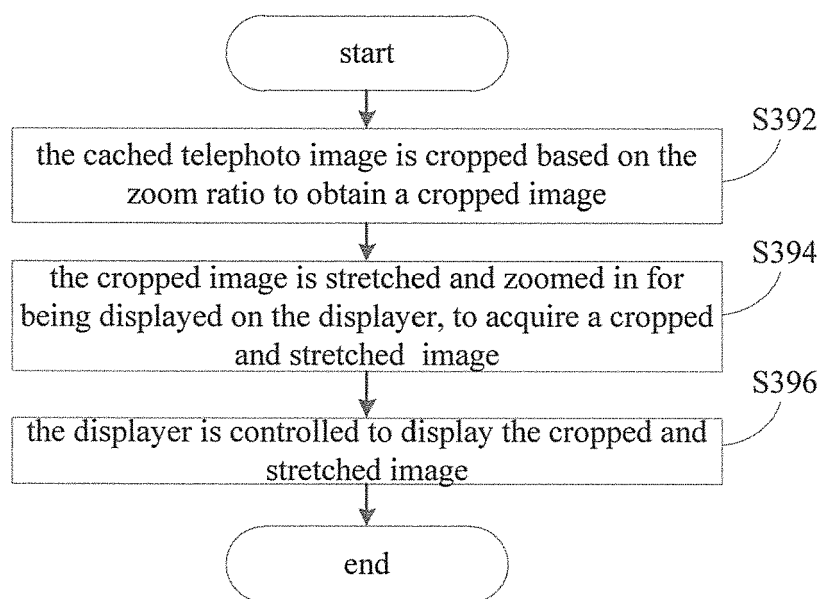 start
S392
the cached telephoto image is cropped based on the
zoom ratio to obtain a cropped image
S394
the cropped image is stretched and zoomed in for
being displayed on the displayer, to acquire a cropped
and stretched image
S396
the displayer is controlled to display the cropped and
stretched image
end